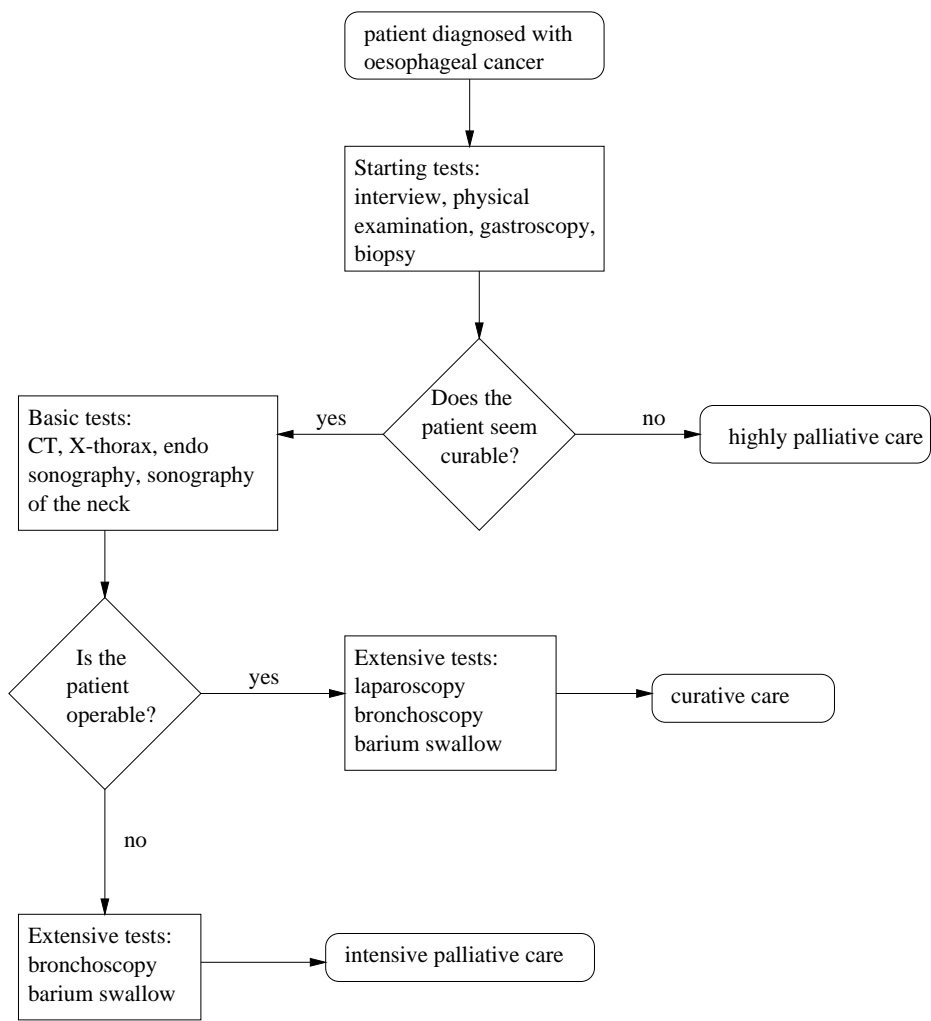 patient diagnosed with
oesophageal cancer
Starting tests:
interview, physical
examination, gastroscopy,
biopsy
Does the
patient seem
curable?
yes
no
Basic tests:
CT, X-thorax, endo
sonography, sonography
of the neck
highly palliative care
Is the
patient
operable?
yes
Extensive tests:
laparoscopy
bronchoscopy
barium swallow
curative care
no
Extensive tests:
bronchoscopy
barium swallow
intensive palliative care